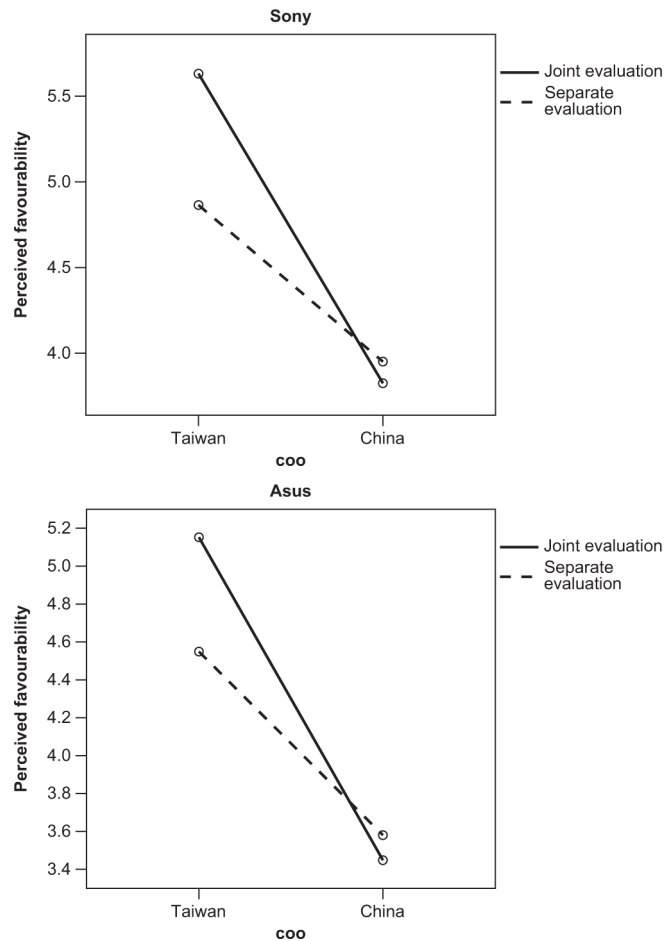 Sony
Perceived favourability
5.5
5.0
4.5
4.0
Taiwan
China
coo
Joint evaluation
Separate
evaluation
Asus
Perceived favourability
5.2
5.0
4.8
4.6
4.4
4.2
4.0
3.8
3.6
3.4
Taiwan
China
coo
Joint evaluation
Separate
evaluation